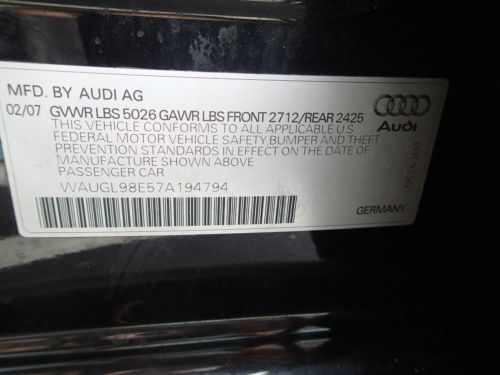 MFD. BY AUDI AG
02/07 GVWR LBS 5026 GAWR LBS FRONT 2712/REAR 2425
THIS VEHICLE CONFORMS TO ALL APPLICABLE U.S
FEDERAL MOTOR VEHICLE SAFETY, BUMPER AND THEFT
PREVENTION STANDARDS IN EFFECT ON THE DATE OF
MANUFACTURE SHOWN ABOVE
PASSENGER CAR
WAUGL98E57A194794
Audi
GERMANY